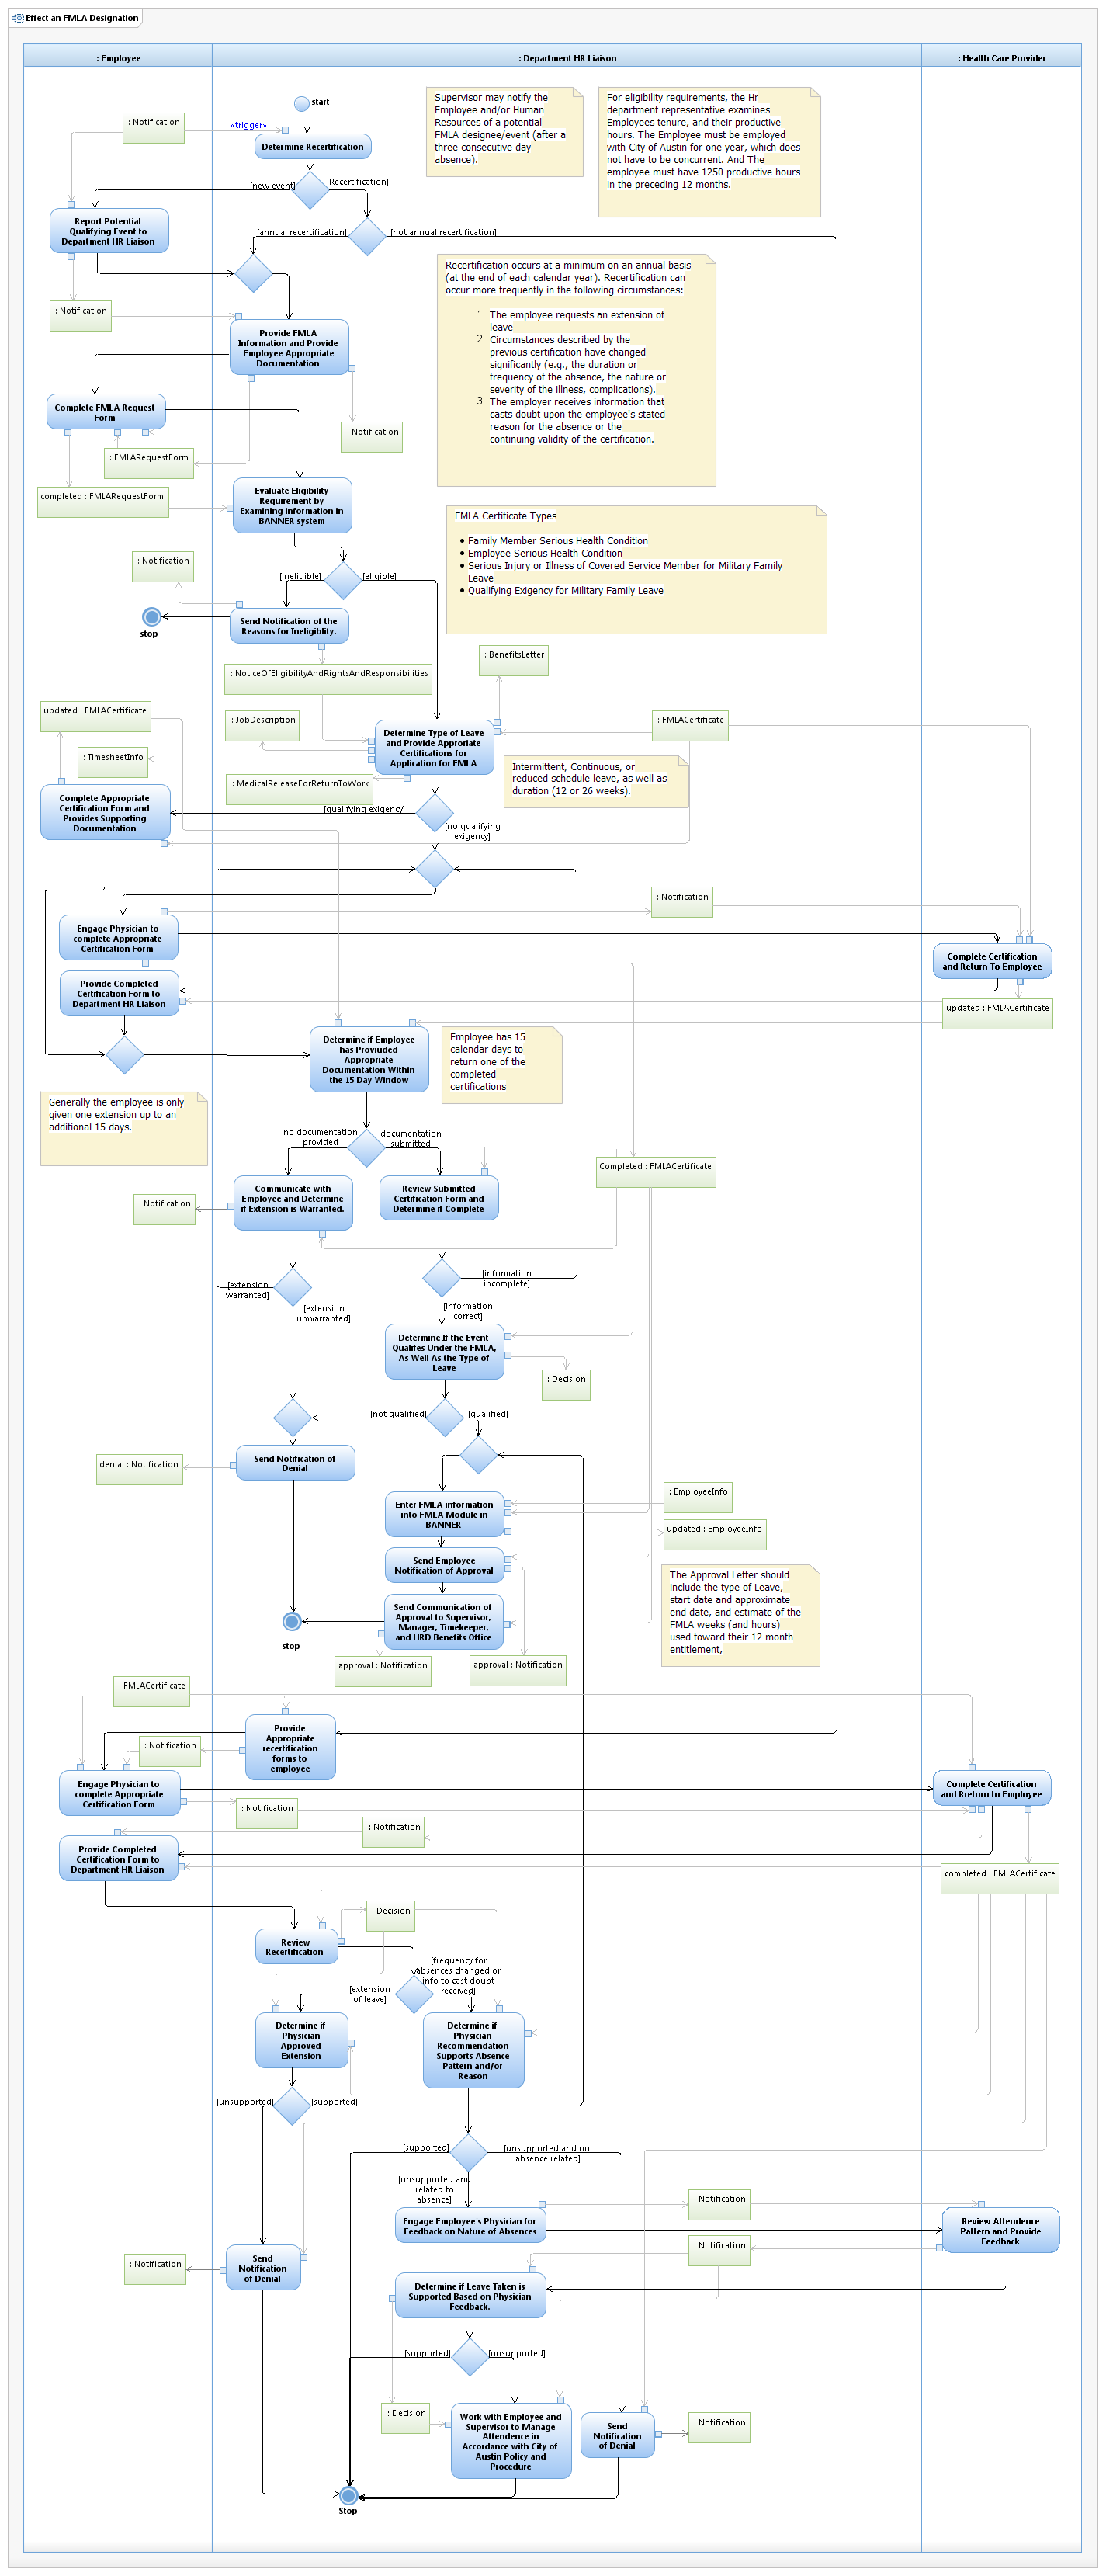 Effect an FMLA Designation
: Employee
: Department HR Liaison
: Health Care Provider
start
Supervisor may notify the
Employee and/or Human
Resources of a potential
FMLA designee/event (after a
three consecutive day
absence).
For eligibility requirements, the Hr
department representative examines
Employees tenure, and their productive
hours. The Employee must be employed
with City of Austin for one year, which does
not have to be concurrent. And The
employee must have 1250 productive hours
in the preceding 12 months.
: Notification
«trigger»
Determine Recertification
[new event]
[Recertification]
Report Potential
Qualifying Event to
Department HR Liaison
[annual recertification]
[not annual recertification]
Recertification occurs at a minimum on an annual basis
(at the end of each calendar year). Recertification can
occur more frequently in the following circumstances:
1. The employee requests an extension of
leave
2. Circumstances described by the
previous certification have changed
significantly (e.g., the duration or
frequency of the absence, the nature or
severity of the illness, complications).
3. The employer receives information that
casts doubt upon the employee's stated
reason for the absence or the
continuing validity of the certification.
: Notification
Provide FMLA
Information and Provide
Employee Appropriate
Documentation
Complete FMLA Request
Form
: Notification
: FMLARequestForm
completed : FMLARequestForm
Evaluate Eligibility
Requirement by
Examining information in
BANNER system
FMLA Certificate Types
• Family Member Serious Health Condition
• Employee Serious Health Condition
• Serious Injury or Illness of Covered Service Member for Military Family
Leave
• Qualifying Exigency for Military Family Leave
: Notification
[ineligible]
[eligible]
stop
Send Notification of the
Reasons for Ineligiblity.
: BenefitsLetter
: NoticeOfEligibilityAndRightsAndResponsibilities
updated : FMLACertificate
: JobDescription
: FMLACertificate
Determine Type of Leave
and Provide Approriate
Certifications for
Application for FMLA
: TimesheetInfo
: MedicalReleaseForReturnToWork
Intermittent, Continuous, or
reduced schedule leave, as well as
duration (12 or 26 weeks).
Complete Appropriate
Certification Form and
Provides Supporting
Documentation
[qualifying exigency]
[no qualifying
exigency]
: Notification
Engage Physician to
complete Appropriate
Certification Form
Complete Certification
and Return To Employee
Provide Completed
Certification Form to
Department HR Liaison
updated : FMLACertificate
Determine if Employee
has Proviuded
Appropriate
Documentation Within
the 15 Day Window
Employee has 15
calendar days to
return one of the
completed
certifications
Generally the employee is only
given one extension up to an
additional 15 days.
no documentation
provided
documentation
submitted
Completed : FMLACertificate
: Notification
Communicate with
Employee and Determine
if Extension is Warranted.
Review Submitted
Certification Form and
Determine if Complete
[extension
warranted]
[extension
unwarranted]
[information
incomplete]
[information
correct]
Determine If the Event
Qualifes Under the FMLA,
As Well As the Type of
Leave
: Decision
[not qualified]
[qualified]
denial : Notification
Send Notification of
Denial
Enter FMLA information
into FMLA Module in
BANNER
: EmployeeInfo
updated : EmployeeInfo
Send Employee
Notification of Approval
The Approval Letter should
include the type of Leave,
start date and approximate
end date, and estimate of the
FMLA weeks (and hours)
used toward their 12 month
entitlement,
Send Communication of
Approval to Supervisor,
Manager, Timekeeper,
and HRD Benefits Office
stop
approval : Notification
approval : Notification
: FMLACertificate
Provide
Appropriate
recertification
forms to
employee
: Notification
Engage Physician to
complete Appropriate
Certification Form
Complete Certification
and Rreturn to Employee
: Notification
: Notification
Provide Completed
Certification Form to
Department HR Liaison
completed : FMLACertificate
: Decision
Review
Recertification
[frequency for
absences changed or
info to cast doubt
received]
[extension
of leave]
Determine if
Physician
Approved
Extension
Determine if
Physician
Recommendation
Supports Absence
Pattern and/or
Reason
[unsupported]
[supported]
[supported]
[unsupported and not
absence related]
[unsupported and
related to
absence]
: Notification
Engage Employee's Physician for
Feedback on Nature of Absences
Review Attendence
Pattern and Provide
Feedback
: Notification
: Notification
Send
Notification
of Denial
Determine if Leave Taken is
Supported Based on Physician
Feedback.
[supported]
[unsupported]
: Decision
Work with Employee and
Supervisor to Manage
Attendence in
Accordance with City of
Austin Policy and
Procedure
Send
Notification
of Denial
: Notification
Stop